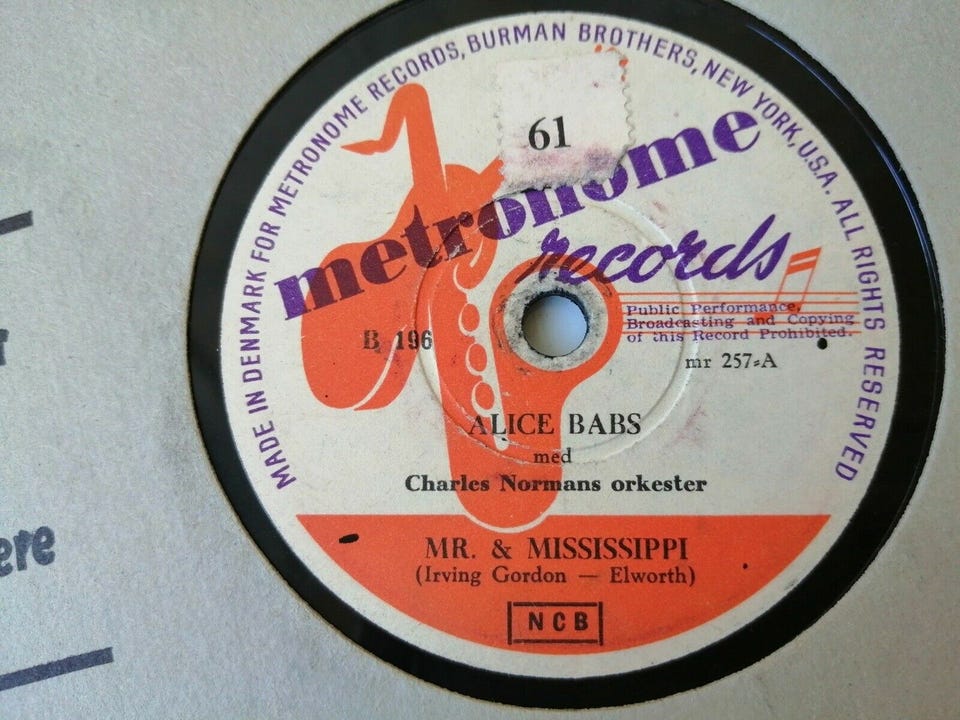 MADE IN DENMARK FOR METRONOME RECORDS, BURMAN BROTHERS, NEW YORK, U.S.A. ALL RIGHTS RESERVED
61
metronome
records
Public Performance,
Broadcasting and Copying
of this Record Prohibited.
B 196
mr 257-A
ALICE BABS
med
Charles Normans orkester
MR. & MISSISSIPPI
(Irving Gordon — Elworth)
NCB
ere